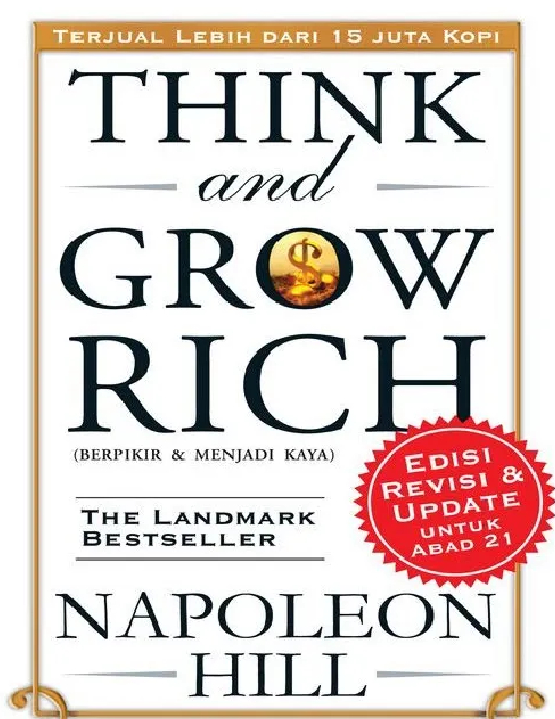 TERJUAL LEBIH DARI 15 JUTA KOPI
THINK
and
GROW
RICH
(BERPIKIR & MENJADI KAYA)
EDISI
REVISI &
UPDATE
UNTUK
ABAD 21
THE LANDMARK
BESTSELLER
NAPOLEON
HILL